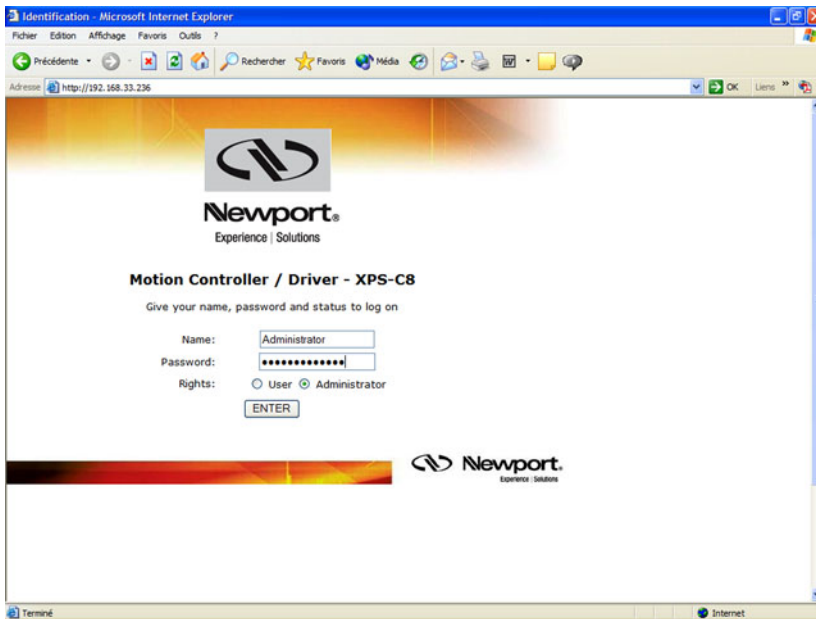 Identification - Microsoft Internet Explorer
Fichier Edition Affichage Favoris Outils ?
Précédente Rechercher Favoris Média
Adresse http://192.168.33.236 OK Liens »
Newport®
Experience | Solutions
Motion Controller / Driver - XPS-C8
Give your name, password and status to log on
Name: Administrator
Password: •••••••••••••
Rights: User Administrator
ENTER
Newport.
Experience | Solutions
Terminé Internet